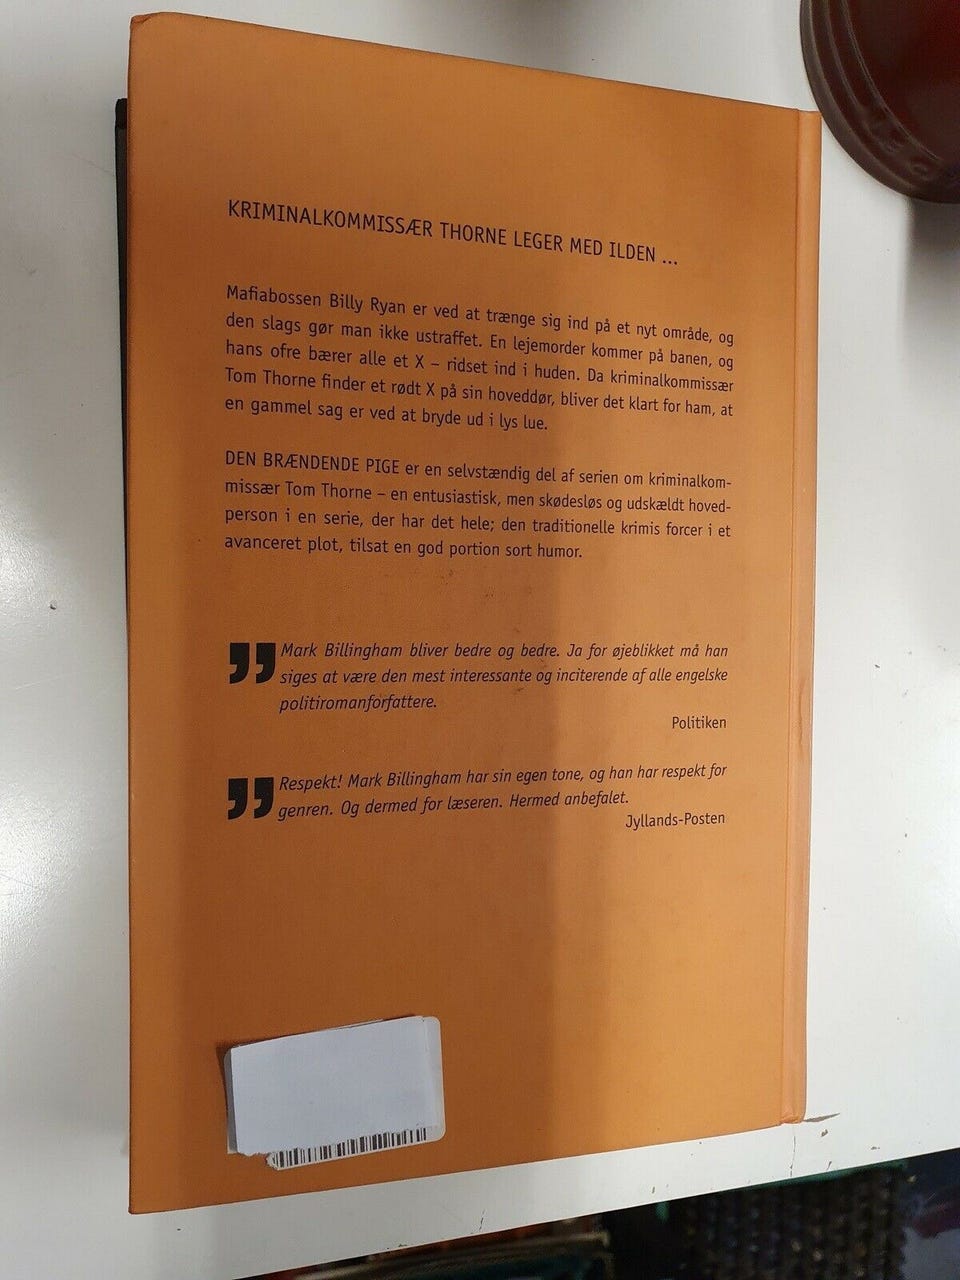 KRIMINALKOMMISSÆR THORNE LEGER MED ILDEN ...
Mafiabossen Billy Ryan er ved at trænge sig ind på et nyt område, og
den slags gør man ikke ustraffet. En lejemorder kommer på banen, og
hans ofre bærer alle et X – ridset ind i huden. Da kriminalkommissær
Tom Thorne finder et rødt X på sin hoveddør, bliver det klart for ham, at
en gammel sag er ved at bryde ud i lys lue.
DEN BRÆNDENDE PIGE er en selvstændig del af serien om kriminalkom-
missær Tom Thorne – en entusiastisk, men skødesløs og udskældt hoved-
person i en serie, der har det hele; den traditionelle krimis forcer i et
avanceret plot, tilsat en god portion sort humor.
" Mark Billingham bliver bedre og bedre. Ja for øjeblikket må han
siges at være den mest interessante og inciterende af alle engelske
politiromanforfattere.
Politiken
" Respekt! Mark Billingham har sin egen tone, og han har respekt for
genren. Og dermed for læseren. Hermed anbefalet.
Jyllands-Posten